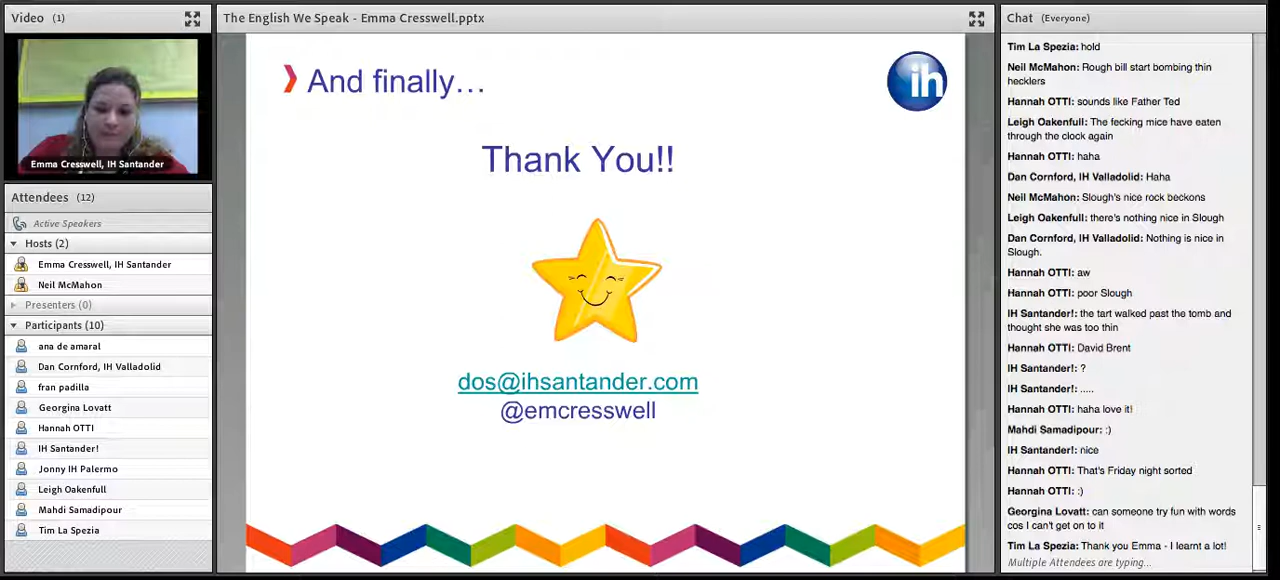 Video (1)
Emma Cresswell, IH Santander
Attendees (12)
Active Speakers
Hosts (2)
Emma Cresswell, IH Santander
Neil McMahon
Presenters (0)
Participants (10)
ana de amaral
Dan Cornford, IH Valladolid
fran padilla
Georgina Lovatt
Hannah OTTI
IH Santander!
Jonny IH Palermo
Leigh Oakenfull
Mahdi Samadipour
Tim La Spezia
The English We Speak - Emma Cresswell.pptx
And finally…
ih
Thank You!!
dos@ihsantander.com
@emcresswell
Chat (Everyone)
Tim La Spezia: hold
Neil McMahon: Rough bill start bombing thin
hecklers
Hannah OTTI: sounds like Father Ted
Leigh Oakenfull: The fecking mice have eaten
through the clock again
Hannah OTTI: haha
Dan Cornford, IH Valladolid: Haha
Neil McMahon: Slough's nice rock beckons
Leigh Oakenfull: there's nothing nice in Slough
Dan Cornford, IH Valladolid: Nothing is nice in
Slough.
Hannah OTTI: aw
Hannah OTTI: poor Slough
IH Santander!: the tart walked past the tomb and
thought she was too thin
Hannah OTTI: David Brent
IH Santander!: ?
IH Santander!: .....
Hannah OTTI: haha love it!
Mahdi Samadipour: :)
IH Santander!: nice
Hannah OTTI: That's Friday night sorted
Hannah OTTI: :)
Georgina Lovatt: can someone try fun with words
cos I can't get on to it
Tim La Spezia: Thank you Emma - I learnt a lot!
Multiple Attendees are typing...